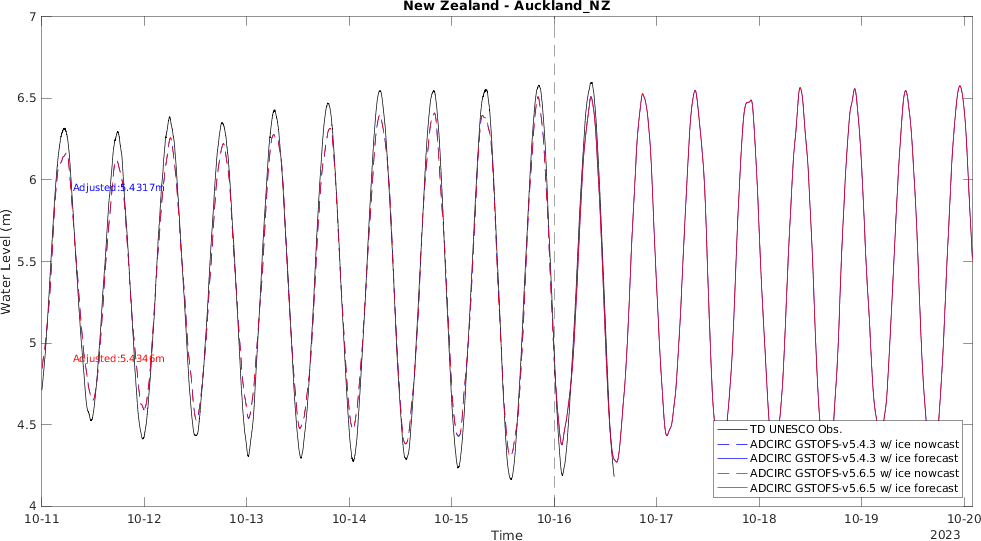 New Zealand - Auckland_NZ
7
6.5
6
5.5
5
4.5
4
Water Level (m)
Adjusted:5.4317m
Adjusted:5.4346m
TD UNESCO Obs.
ADCIRC GSTOFS-v5.4.3 w/ ice nowcast
ADCIRC GSTOFS-v5.4.3 w/ ice forecast
ADCIRC GSTOFS-v5.6.5 w/ ice nowcast
ADCIRC GSTOFS-v5.6.5 w/ ice forecast
10-11 10-12 10-13 10-14 10-15 10-16 10-17 10-18 10-19 10-20
Time
2023